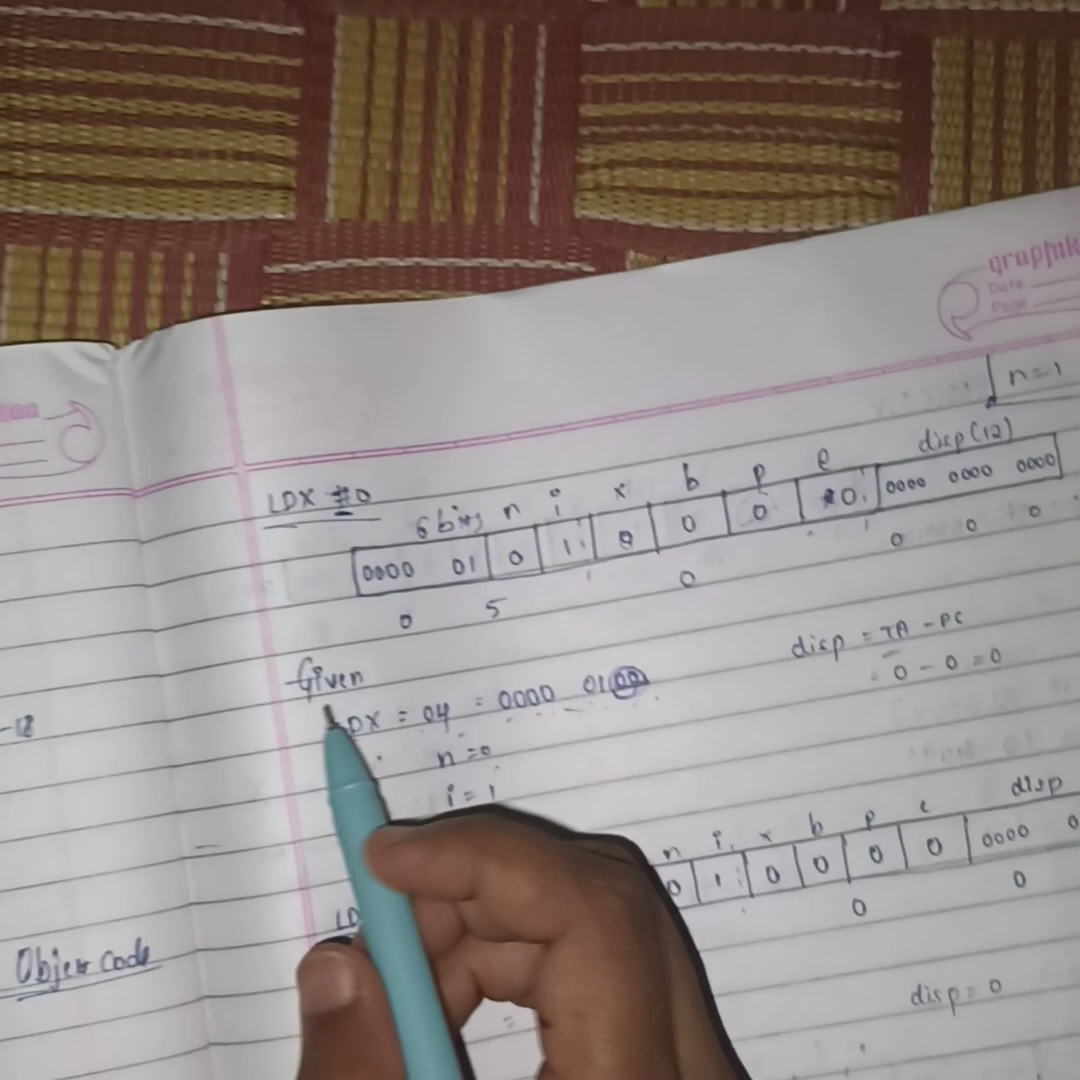 graphik
Date
Page
n=1
LDX #0
6 bits n i x b p e disp(12)
0000 01 0 1 0 0 0 0 0000 0000 0000
0 5 0 0 0 0
Given
disp = TA - PC
= 0 - 0 = 0
LDX = 04 = 0000 0100
n = 0
i = 1
-18
n i x b p e disp
0 1 0 0 0 0 0000 0
0 0
LD
Object code
disp = 0
=